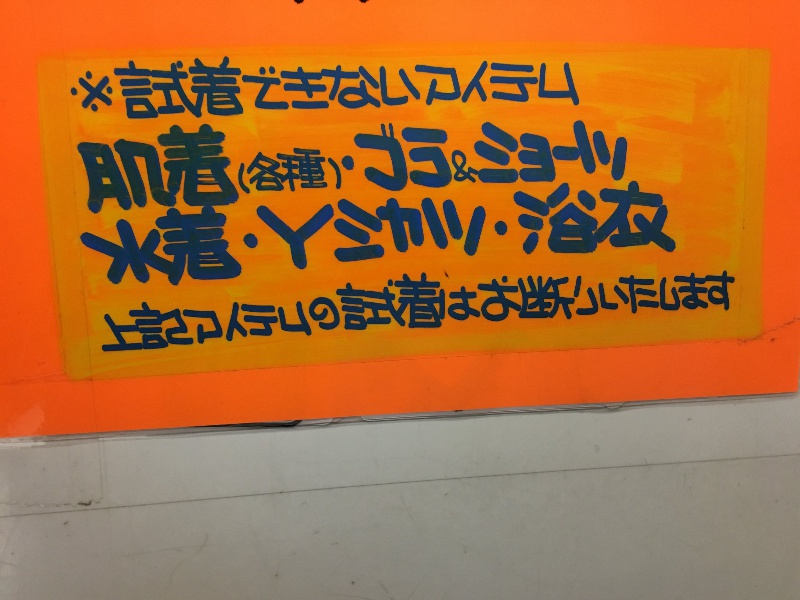 ※試着できないアイテム
肌着(各種)・ブラ&ショーツ
水着・Yシャツ・浴衣
上記アイテムの試着はお断りいたします